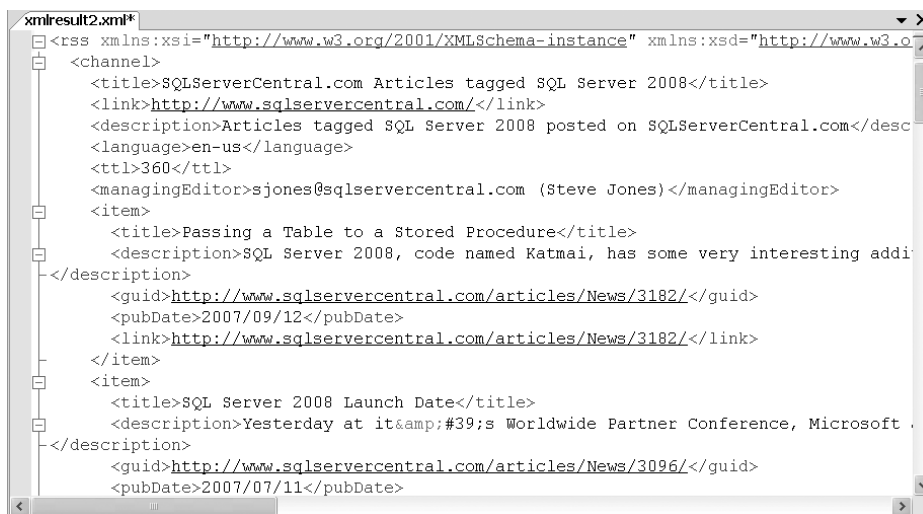 xmlresult2.xml*
<rss xmlns:xsi="http://www.w3.org/2001/XMLSchema-instance" xmlns:xsd="http://www.w3.o
<channel>
<title>SQLServerCentral.com Articles tagged SQL Server 2008</title>
<link>http://www.sqlservercentral.com/</link>
<description>Articles tagged SQL Server 2008 posted on SQLServerCentral.com</desc
<language>en-us</language>
<ttl>360</ttl>
<managingEditor>sjones@sqlservercentral.com (Steve Jones)</managingEditor>
<item>
<title>Passing a Table to a Stored Procedure</title>
<description>SQL Server 2008, code named Katmai, has some very interesting addi
</description>
<guid>http://www.sqlservercentral.com/articles/News/3182/</guid>
<pubDate>2007/09/12</pubDate>
<link>http://www.sqlservercentral.com/articles/News/3182/</link>
</item>
<item>
<title>SQL Server 2008 Launch Date</title>
<description>Yesterday at it&amp;#39;s Worldwide Partner Conference, Microsoft
</description>
<guid>http://www.sqlservercentral.com/articles/News/3096/</guid>
<pubDate>2007/07/11</pubDate>